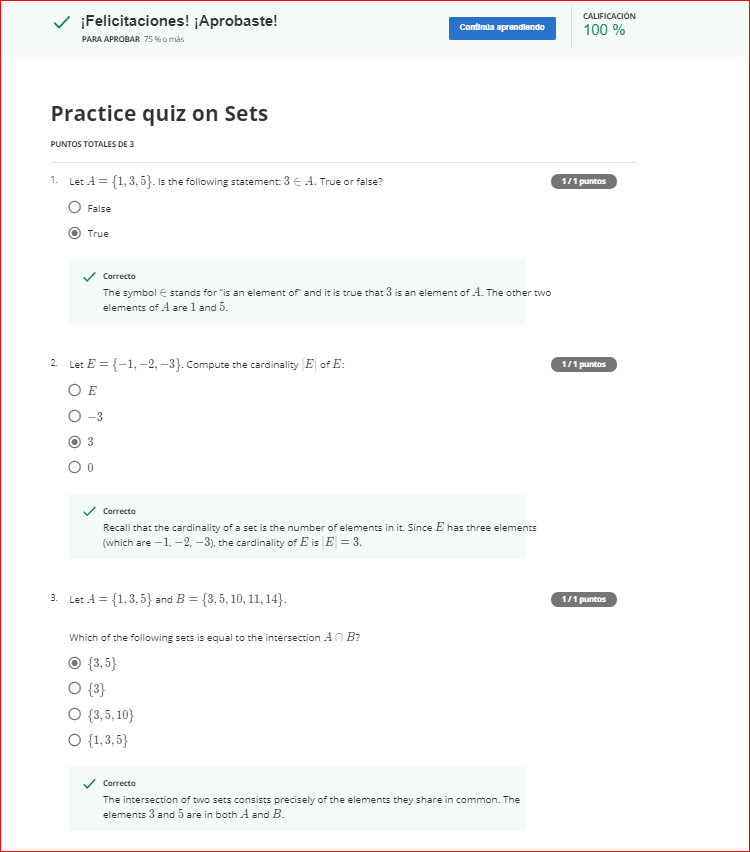 ¡Felicitaciones! ¡Aprobaste!
PARA APROBAR 75 % o más
Continúa aprendiendo
CALIFICACIÓN
100 %
Practice quiz on Sets
PUNTOS TOTALES DE 3
1. Let A = {1, 3, 5}. Is the following statement: 3 ∈ A. True or false?
1 / 1 puntos
False
True
Correcto
The symbol ∈ stands for "is an element of" and it is true that 3 is an element of A. The other two
elements of A are 1 and 5.
2. Let E = {−1, −2, −3}. Compute the cardinality |E| of E:
1 / 1 puntos
E
−3
3
0
Correcto
Recall that the cardinality of a set is the number of elements in it. Since E has three elements
(which are −1, −2, −3), the cardinality of E is |E| = 3.
3. Let A = {1, 3, 5} and B = {3, 5, 10, 11, 14}.
1 / 1 puntos
Which of the following sets is equal to the intersection A ∩ B?
{3, 5}
{3}
{3, 5, 10}
{1, 3, 5}
Correcto
The intersection of two sets consists precisely of the elements they share in common. The
elements 3 and 5 are in both A and B.